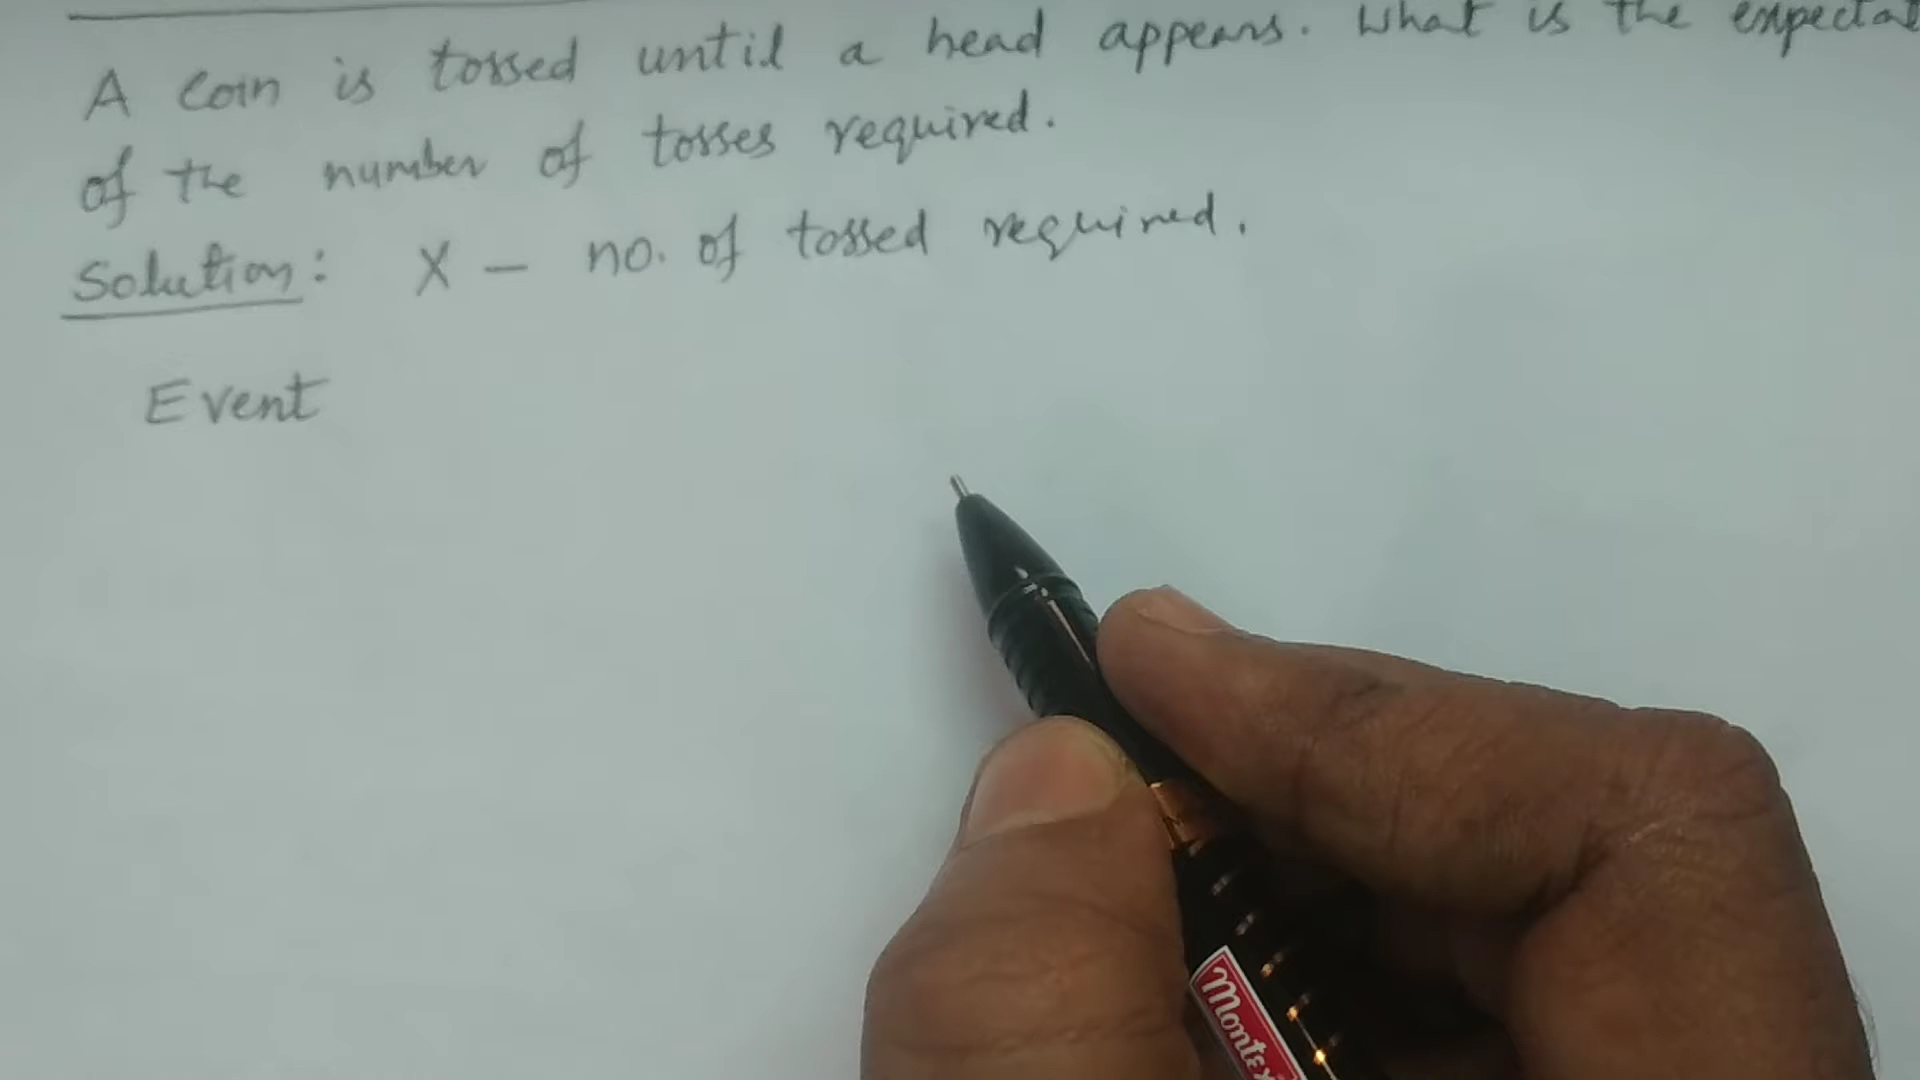 A coin is tossed until a head appears. What is the expectat
of the number of tosses required.
Solution: X - no. of tossed required.
Event
Montex